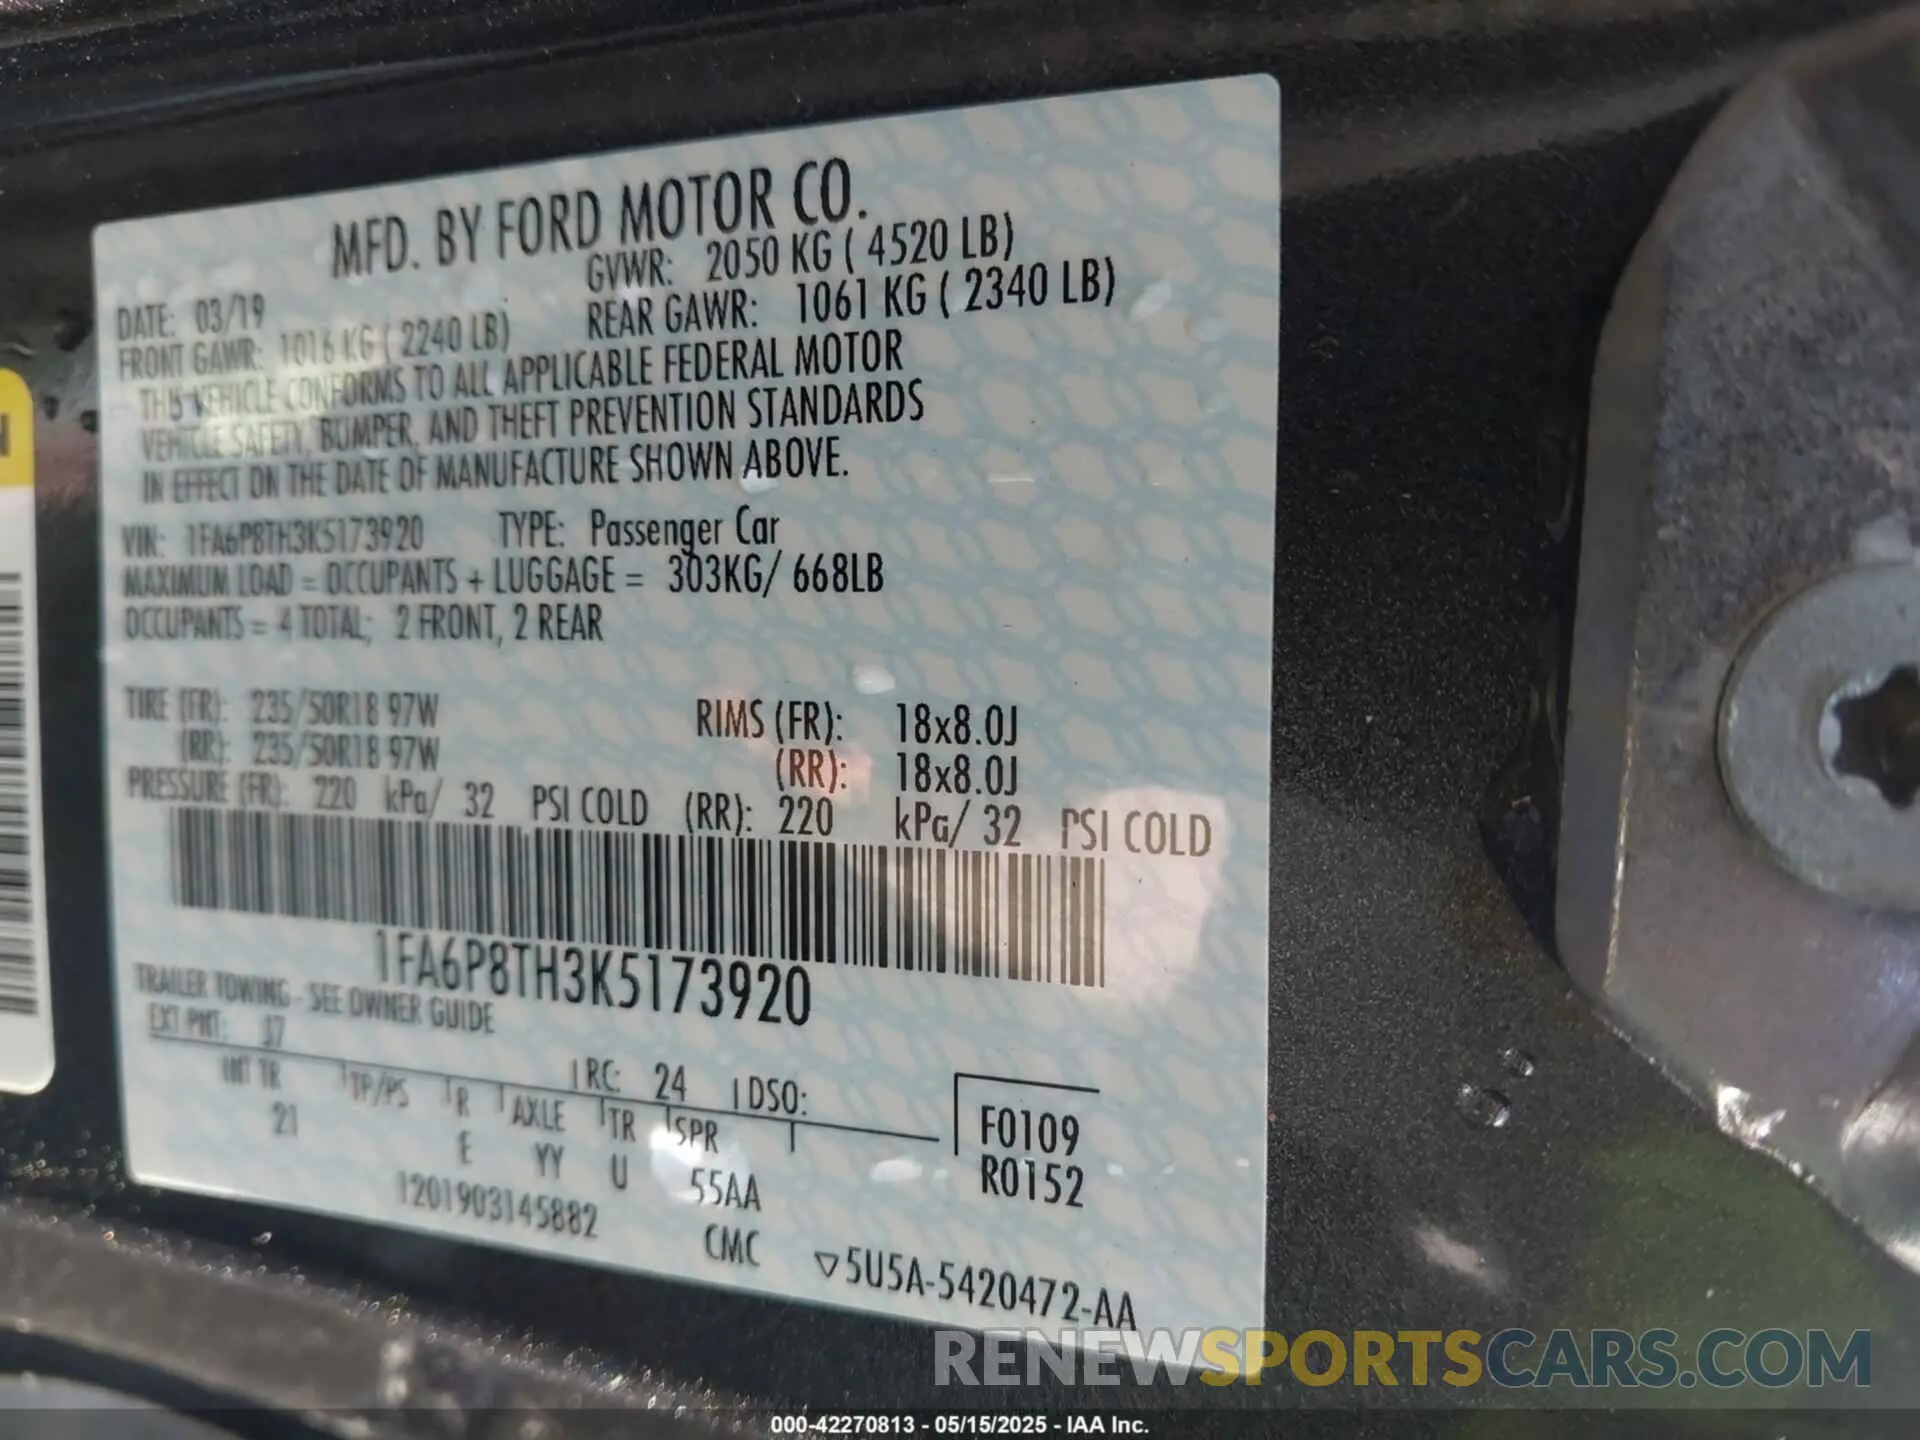 MFD. BY FORD MOTOR CO.
DATE: 03/19 GVWR: 2050 KG ( 4520 LB)
FRONT GAWR: 1016 KG ( 2240 LB) REAR GAWR: 1061 KG ( 2340 LB)
THIS VEHICLE CONFORMS TO ALL APPLICABLE FEDERAL MOTOR
VEHICLE SAFETY, BUMPER, AND THEFT PREVENTION STANDARDS
IN EFFECT ON THE DATE OF MANUFACTURE SHOWN ABOVE.
VIN: 1FA6P8TH3K5173920 TYPE: Passenger Car
MAXIMUM LOAD = OCCUPANTS + LUGGAGE = 303KG/ 668LB
OCCUPANTS = 4 TOTAL; 2 FRONT, 2 REAR
TIRE (FR): 235/50R18 97W RIMS (FR): 18x8.0J
(RR): 235/50R18 97W (RR): 18x8.0J
PRESSURE (FR): 220 kPa/ 32 PSI COLD (RR): 220 kPa/ 32 PSI COLD
1FA6P8TH3K5173920
TRAILER TOWING - SEE OWNER GUIDE
EXT PNT: J7 RC: 24 DSO:
INT TR TP/PS R AXLE TR SPR
21 E YY U 55AA
F0109
R0152
1201903145882 CMC ▽5U5A-5420472-AA
RENEWSPORTSCARS.COM
000-42270813 - 05/15/2025 - IAA Inc.